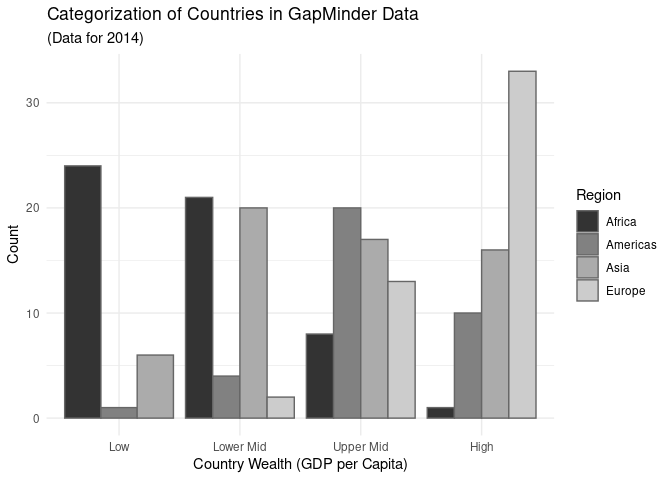 Categorization of Countries in GapMinder Data
(Data for 2014)
30
20
10
0
Count
Low
Lower Mid
Upper Mid
High
Country Wealth (GDP per Capita)
Region
Africa
Americas
Asia
Europe